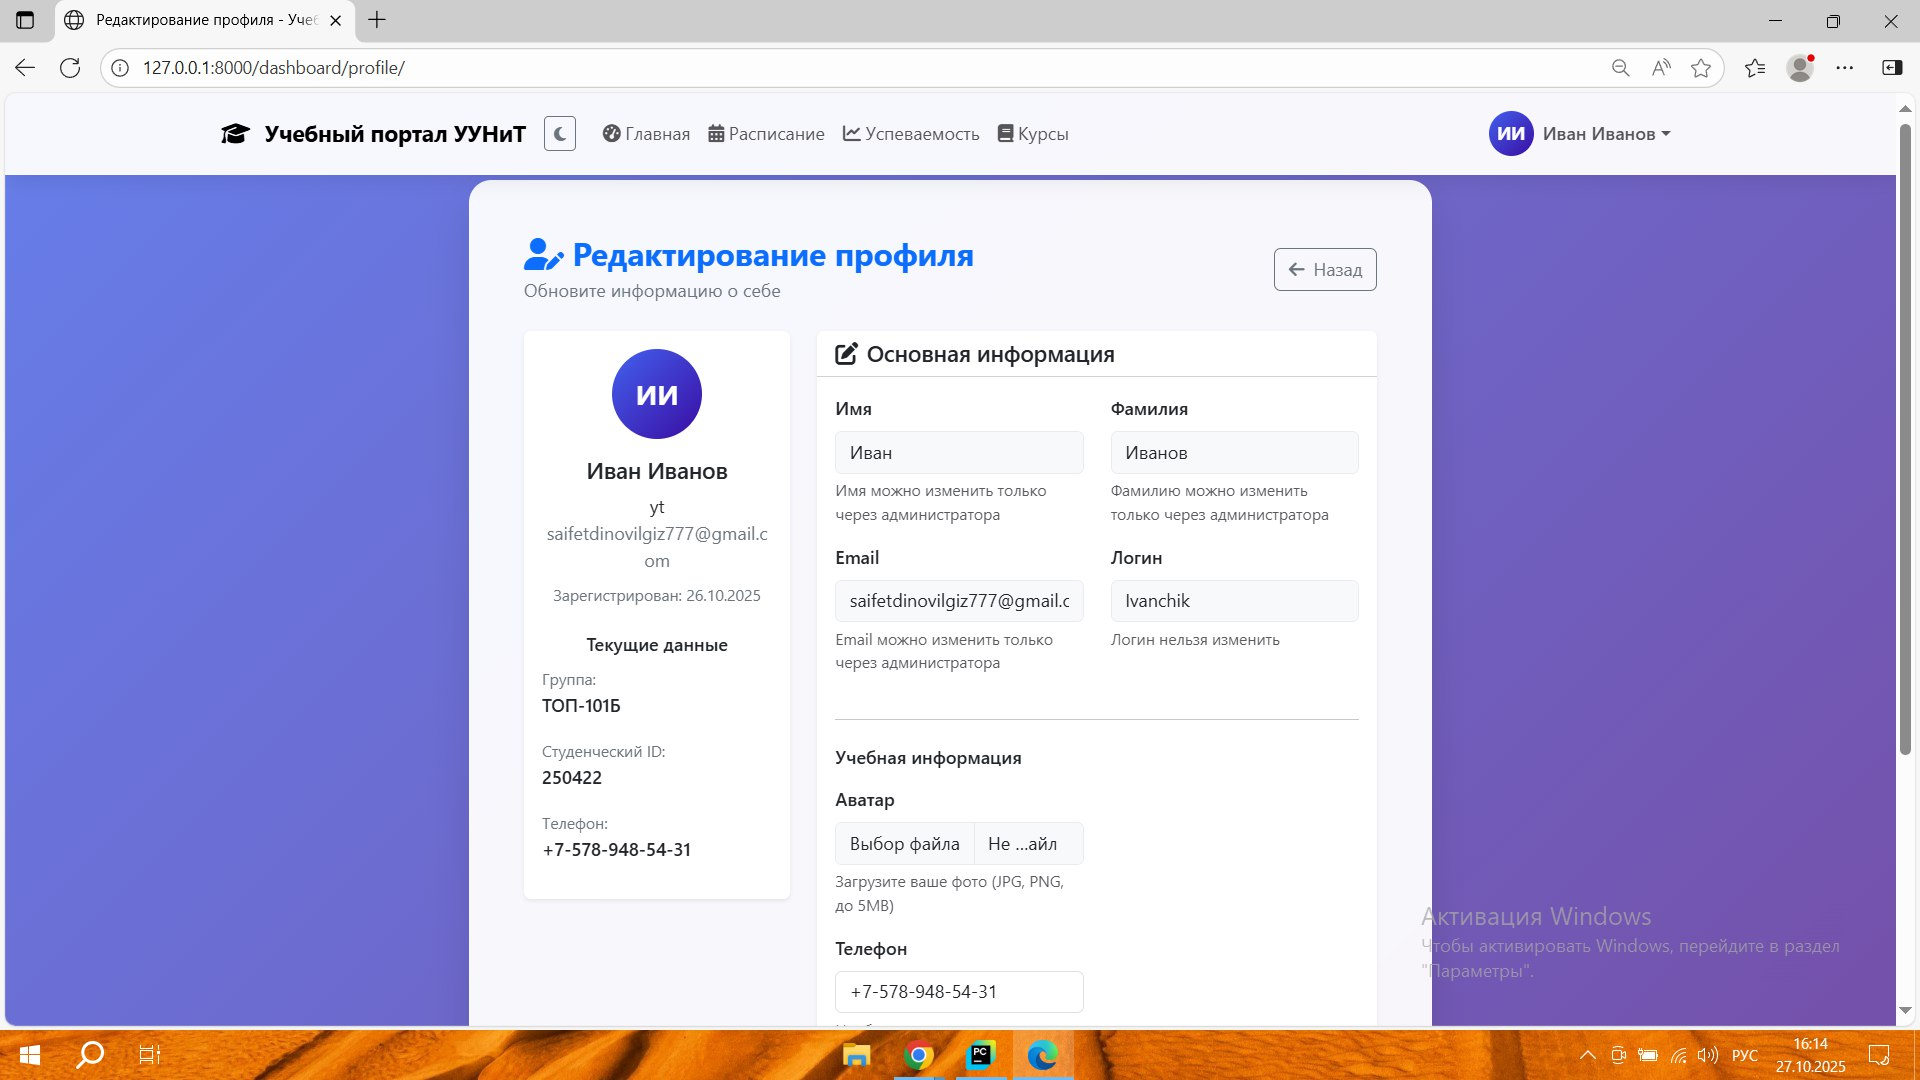 Редактирование профиля - Учеб
127.0.0.1:8000/dashboard/profile/
Учебный портал УУНиТ
Главная
Расписание
Успеваемость
Курсы
ИИ
Иван Иванов
Редактирование профиля
Обновите информацию о себе
Назад
ИИ
Иван Иванов
yt
saifetdinovilgiz777@gmail.c
om
Зарегистрирован: 26.10.2025
Текущие данные
Группа:
ТОП-101Б
Студенческий ID:
250422
Телефон:
+7-578-948-54-31
Основная информация
Имя
Фамилия
Иван
Иванов
Имя можно изменить только
через администратора
Фамилию можно изменить
только через администратора
Email
Логин
saifetdinovilgiz777@gmail.c
Ivanchik
Email можно изменить только
через администратора
Логин нельзя изменить
Учебная информация
Аватар
Выбор файла
Не ...айл
Загрузите ваше фото (JPG, PNG,
до 5MB)
Телефон
+7-578-948-54-31
Активация Windows
Чтобы активировать Windows, перейдите в раздел
"Параметры".
PC
РУС
16:14
27.10.2025